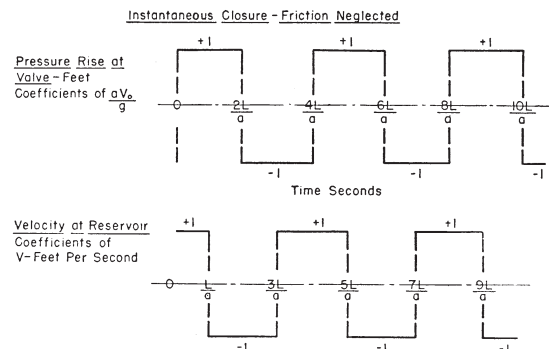 Instantaneous Closure - Friction Neglected
+1 +1 +1
Pressure Rise at
Valve - Feet
Coefficients of aV₀/g
0 2L/a 4L/a 6L/a 8L/a 10L/a
-1 -1 -1
Time Seconds
Velocity at Reservoir
Coefficients of
V-Feet Per Second
+1 +1 +1
0 L/a 3L/a 5L/a 7L/a 9L/a
-1 -1 -1